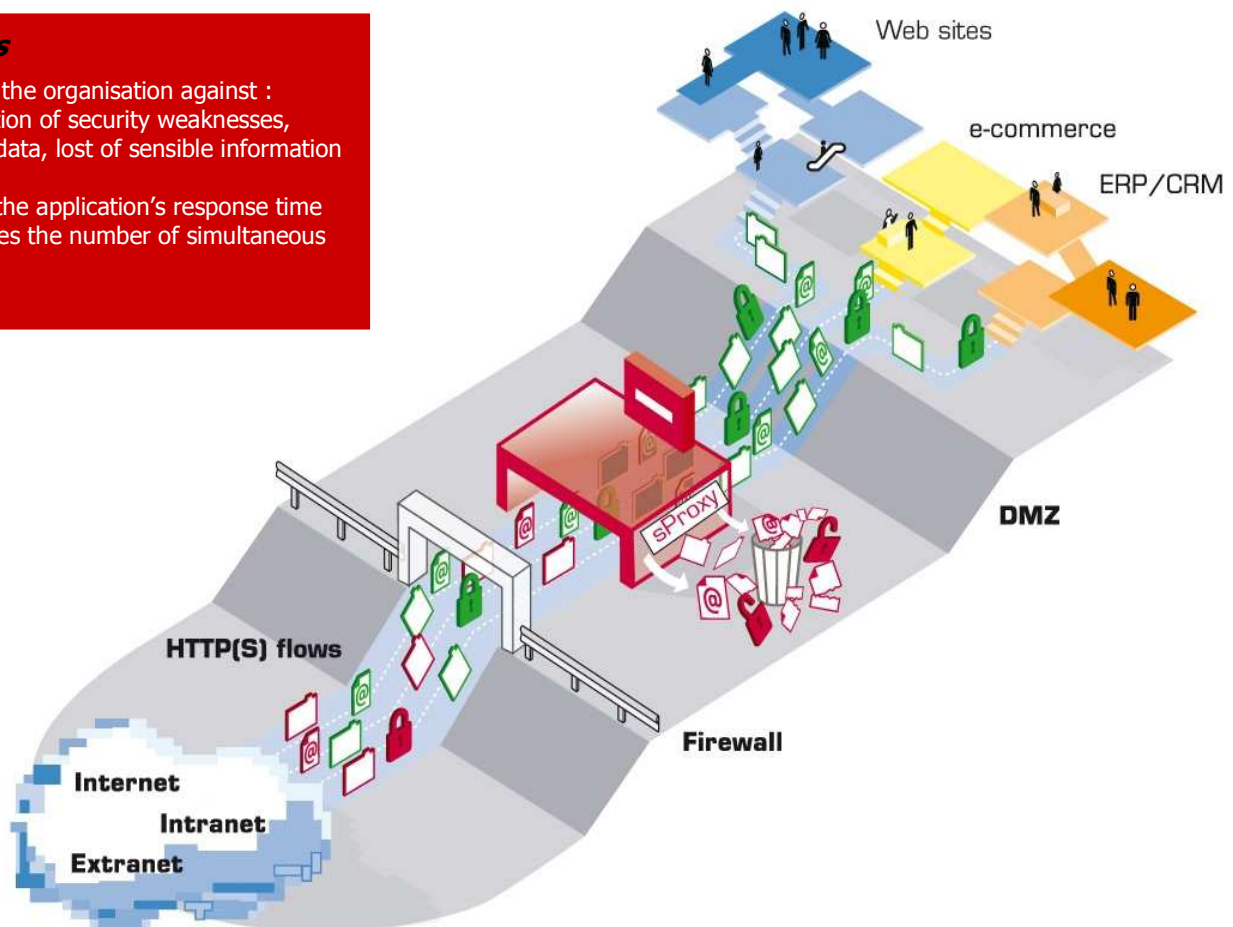 s
the organisation against :
tion of security weaknesses,
data, lost of sensible information
the application's response time
es the number of simultaneous
Web sites
e-commerce
ERP/CRM
DMZ
sProxy
HTTP(S) flows
Firewall
Internet
Intranet
Extranet
@
@
@
@
@
@
@
@
@
@
@
@